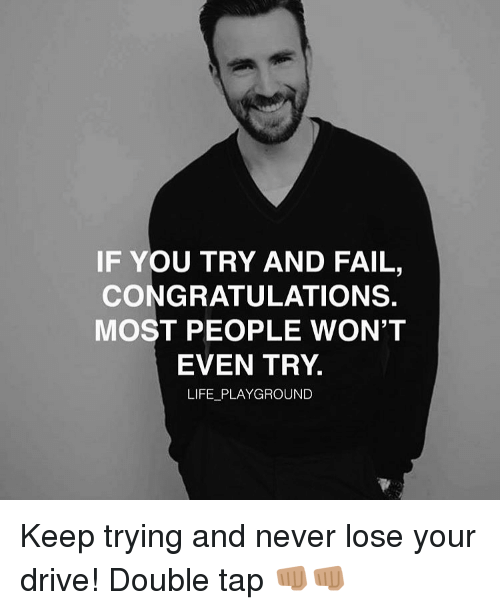 IF YOU TRY AND FAIL,
CONGRATULATIONS.
MOST PEOPLE WON'T
EVEN TRY.
LIFE_PLAYGROUND
Keep trying and never lose your
drive! Double tap 👊🏽👊🏽